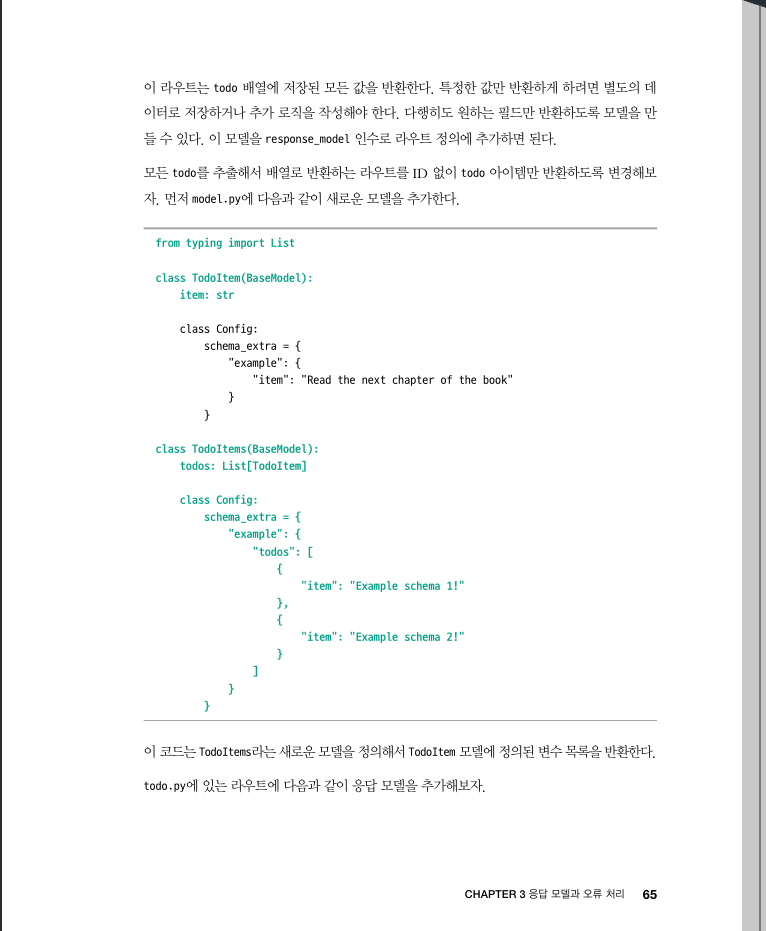 이 라우트는 todo 배열에 저장된 모든 값을 반환한다. 특정한 값만 반환하게 하려면 별도의 데
이터로 저장하거나 추가 로직을 작성해야 한다. 다행히도 원하는 필드만 반환하도록 모델을 만
들 수 있다. 이 모델을 response_model 인수로 라우트 정의에 추가하면 된다.
모든 todo를 추출해서 배열로 반환하는 라우트를 ID 없이 todo 아이템만 반환하도록 변경해보
자. 먼저 model.py에 다음과 같이 새로운 모델을 추가한다.
from typing import List
class TodoItem(BaseModel):
    item: str
    class Config:
        schema_extra = {
            "example": {
                "item": "Read the next chapter of the book"
            }
        }
class TodoItems(BaseModel):
    todos: List[TodoItem]
    class Config:
        schema_extra = {
            "example": {
                "todos": [
                    {
                        "item": "Example schema 1!"
                    },
                    {
                        "item": "Example schema 2!"
                    }
                ]
            }
        }
이 코드는 TodoItems라는 새로운 모델을 정의해서 TodoItem 모델에 정의된 변수 목록을 반환한다.
todo.py에 있는 라우트에 다음과 같이 응답 모델을 추가해보자.
CHAPTER 3 응답 모델과 오류 처리 65